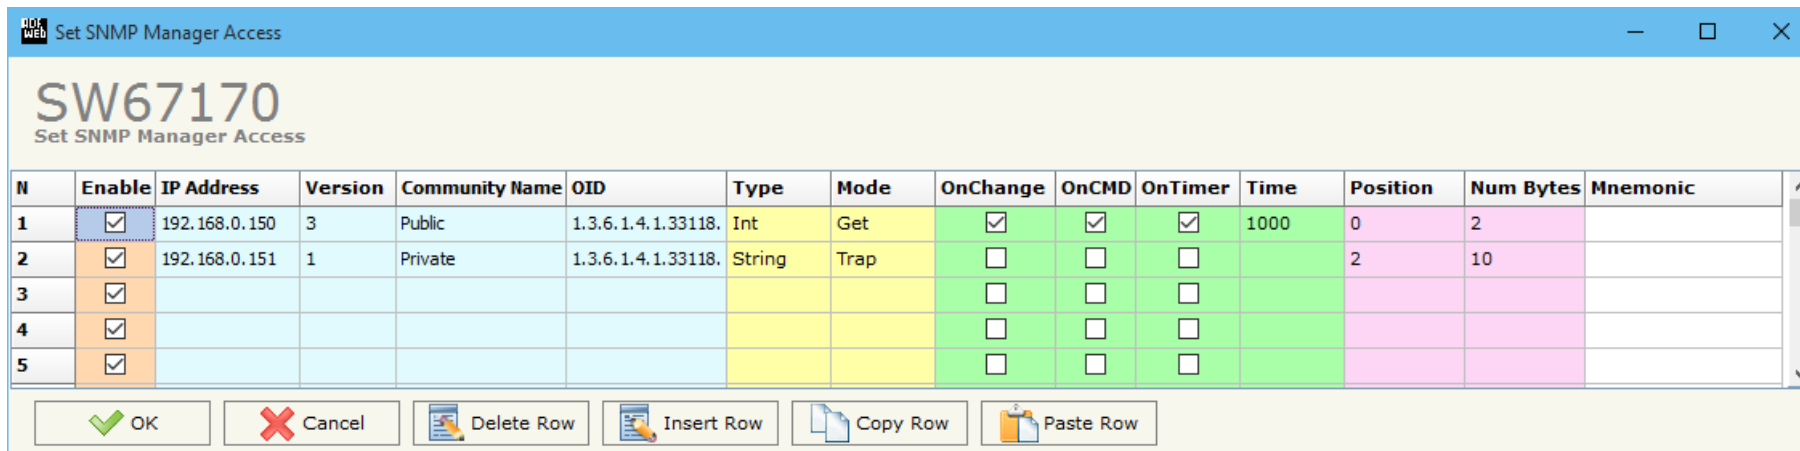 ADF WEB Set SNMP Manager Access
SW67170
Set SNMP Manager Access
N Enable IP Address Version Community Name OID Type Mode OnChange OnCMD OnTimer Time Position Num Bytes Mnemonic
1 192.168.0.150 3 Public 1.3.6.1.4.1.33118. Int Get 1000 0 2
2 192.168.0.151 1 Private 1.3.6.1.4.1.33118. String Trap 2 10
3
4
5
OK Cancel Delete Row Insert Row Copy Row Paste Row